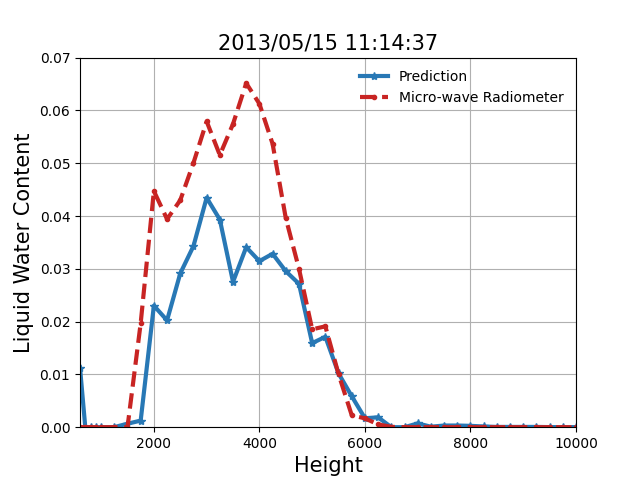 2013/05/15 11:14:37
Prediction
Micro-wave Radiometer
0.07
0.06
0.05
0.04
0.03
0.02
0.01
0.00
Liquid Water Content
2000 4000 6000 8000 10000
Height